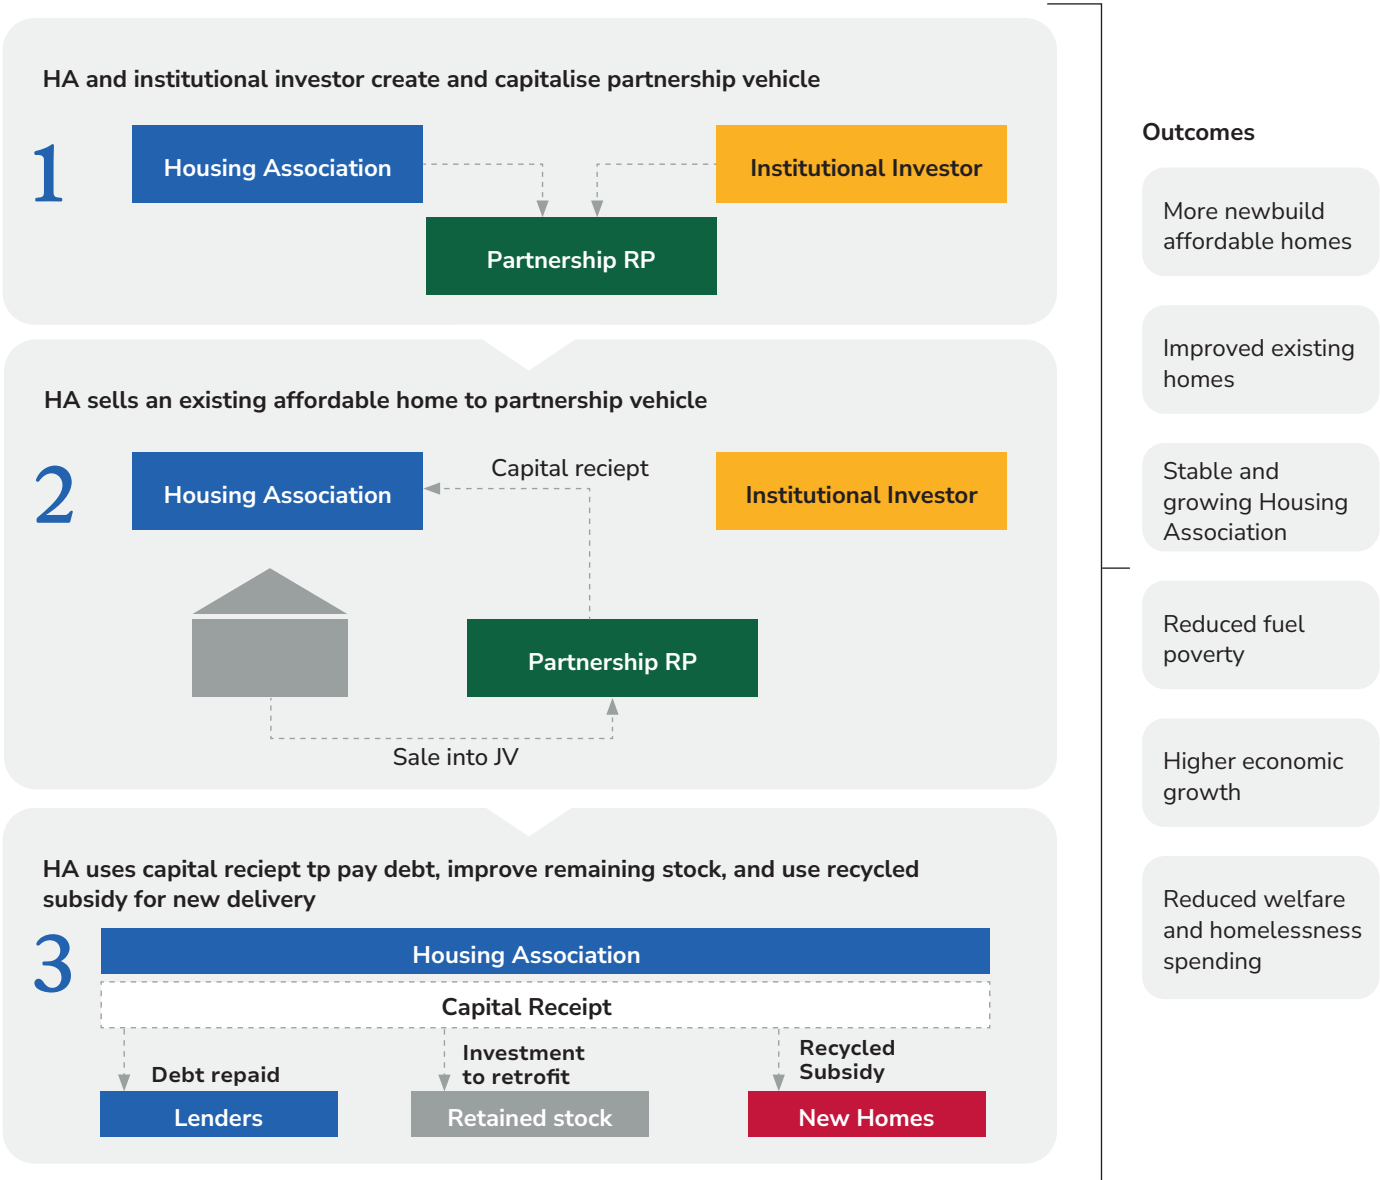 HA and institutional investor create and capitalise partnership vehicle
1
Housing Association
Institutional Investor
Partnership RP
HA sells an existing affordable home to partnership vehicle
2
Housing Association
Capital reciept
Institutional Investor
Partnership RP
Sale into JV
HA uses capital reciept tp pay debt, improve remaining stock, and use recycled
subsidy for new delivery
3
Housing Association
Capital Receipt
Debt repaid
Investment
to retrofit
Recycled
Subsidy
Lenders
Retained stock
New Homes
Outcomes
More newbuild
affordable homes
Improved existing
homes
Stable and
growing Housing
Association
Reduced fuel
poverty
Higher economic
growth
Reduced welfare
and homelessness
spending